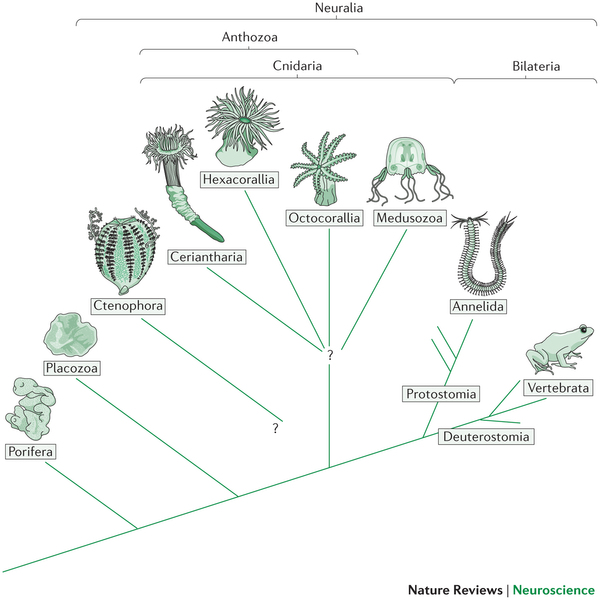 Neuralia
Anthozoa
Cnidaria
Bilateria
Hexacorallia
Octocorallia
Medusozoa
Ceriantharia
Ctenophora
Annelida
?
Placozoa
Vertebrata
Protostomia
?
Deuterostomia
Porifera
Nature Reviews | Neuroscience